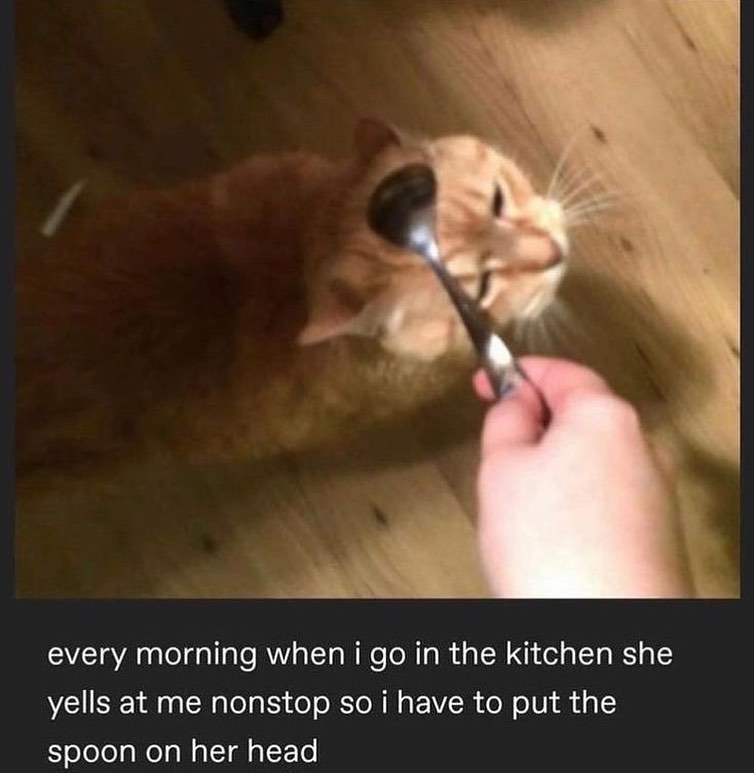 every morning when i go in the kitchen she
yells at me nonstop so i have to put the
spoon on her head